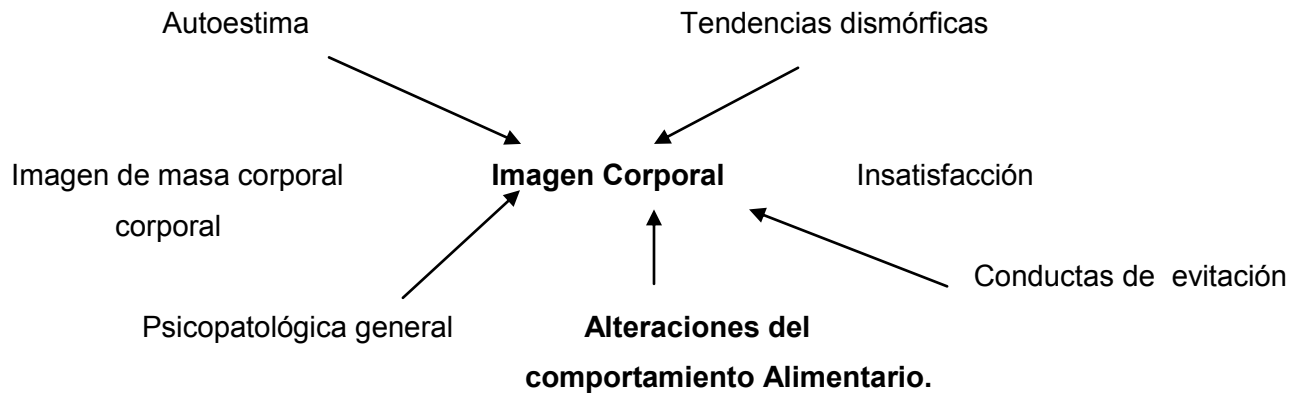 Autoestima Tendencias dismórficas
Imagen de masa corporal Imagen Corporal Insatisfacción
corporal
Conductas de evitación
Psicopatológica general Alteraciones del
comportamiento Alimentario.